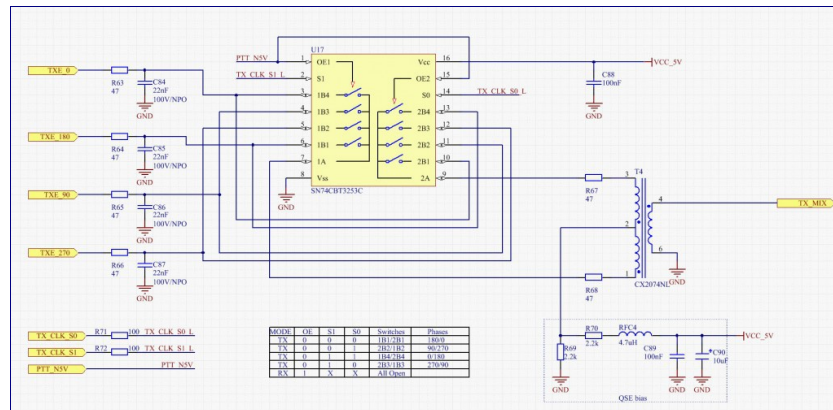 U17
PTT_N5V
1
OE1
Vcc
16
VCC_5V
TX_CLK_S1_L
2
S1
OE2
15
C88
100nF
GND
3
1B4
S0
14
TX_CLK_S0_L
4
1B3
2B4
13
5
1B2
2B3
12
6
1B1
2B2
11
7
1A
2B1
10
8
Vss
2A
9
SN74CBT3253C
GND
TXE_0
R63
47
C84
22nF
100V/NPO
GND
TXE_180
R64
47
C85
22nF
100V/NPO
GND
TXE_90
R65
47
C86
22nF
100V/NPO
GND
TXE_270
R66
47
C87
22nF
100V/NPO
GND
R67
47
R68
47
T4
3
2
1
4
6
CX2074NL
TX_MIX
GND
TX_CLK_S0
R71
100
TX_CLK_S0_L
TX_CLK_S1
R72
100
TX_CLK_S1_L
PTT_N5V
PTT_N5V
MODE OE S1 S0 Switches Phases
TX 0 0 0 1B1/2B1 180/0
TX 0 0 1 2B2/1B2 90/270
TX 0 1 1 1B4/2B4 0/180
TX 0 1 0 2B3/1B3 270/90
RX 1 X X All Open
R69
2.2k
GND
R70
2.2k
RFC4
4.7uH
C89
100nF
GND
C90
10uF
GND
VCC_5V
QSE bias